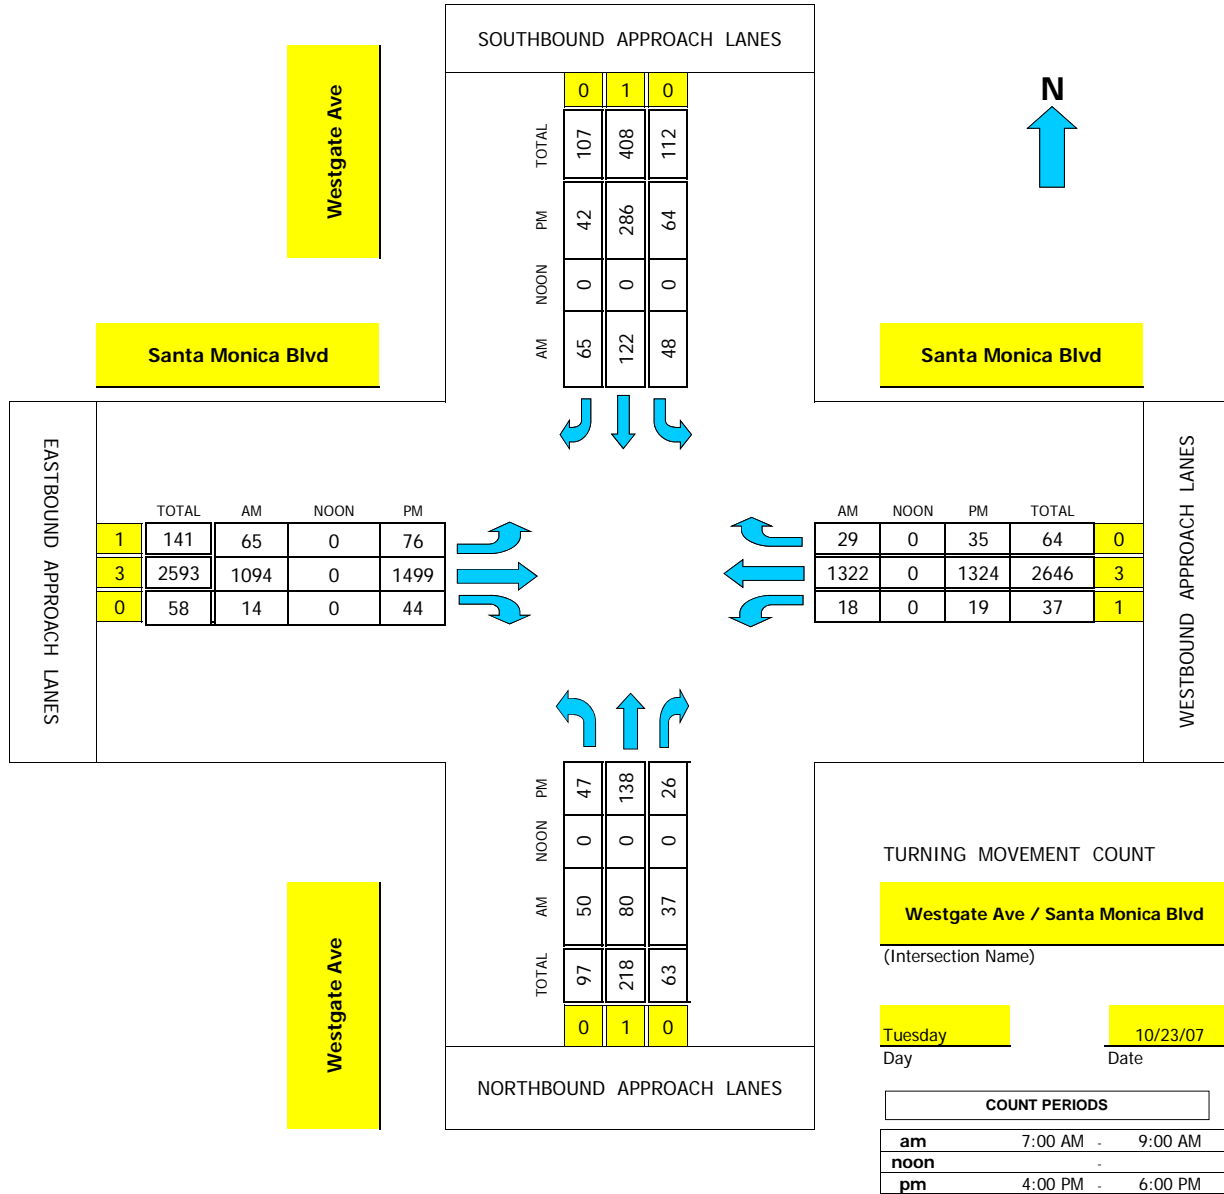 SOUTHBOUND APPROACH LANES
0 1 0
Westgate Ave
N
TOTAL 107 408 112
PM 42 286 64
NOON 0 0 0
AM 65 122 48
Santa Monica Blvd
Santa Monica Blvd
EASTBOUND APPROACH LANES
TOTAL AM NOON PM
1 141 65 0 76
3 2593 1094 0 1499
0 58 14 0 44
AM NOON PM TOTAL
29 0 35 64 0
1322 0 1324 2646 3
18 0 19 37 1
WESTBOUND APPROACH LANES
PM 47 138 26
NOON 0 0 0
AM 50 80 37
TOTAL 97 218 63
0 1 0
NORTHBOUND APPROACH LANES
Westgate Ave
TURNING MOVEMENT COUNT
Westgate Ave / Santa Monica Blvd
(Intersection Name)
Tuesday 10/23/07
Day Date
COUNT PERIODS
am 7:00 AM - 9:00 AM
noon -
pm 4:00 PM - 6:00 PM